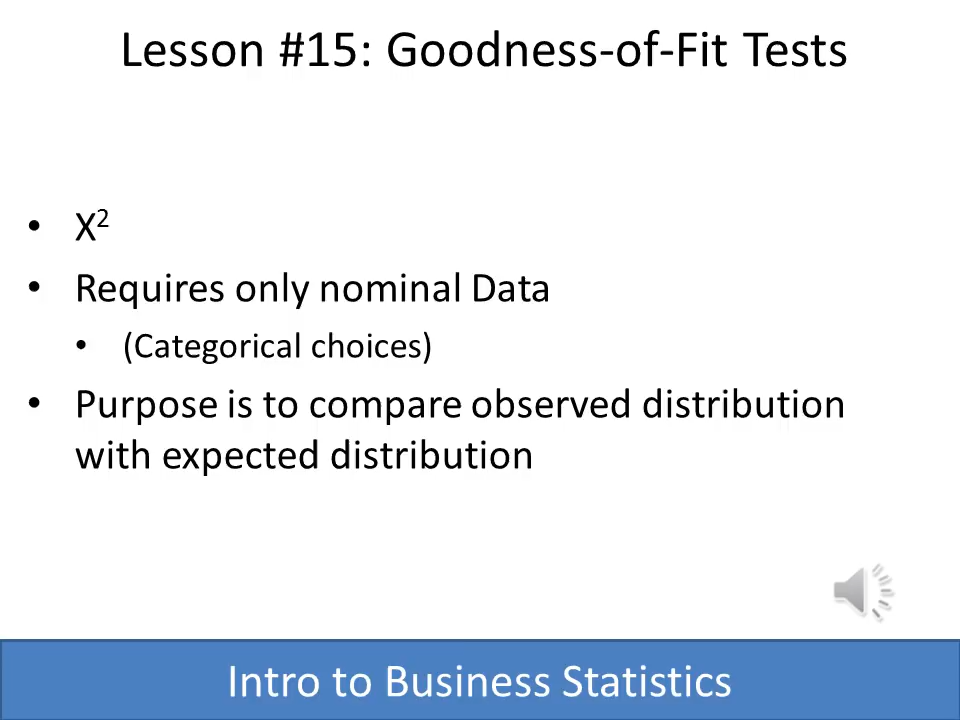 Lesson #15: Goodness-of-Fit Tests
• X²
• Requires only nominal Data
• (Categorical choices)
• Purpose is to compare observed distribution
with expected distribution
Intro to Business Statistics